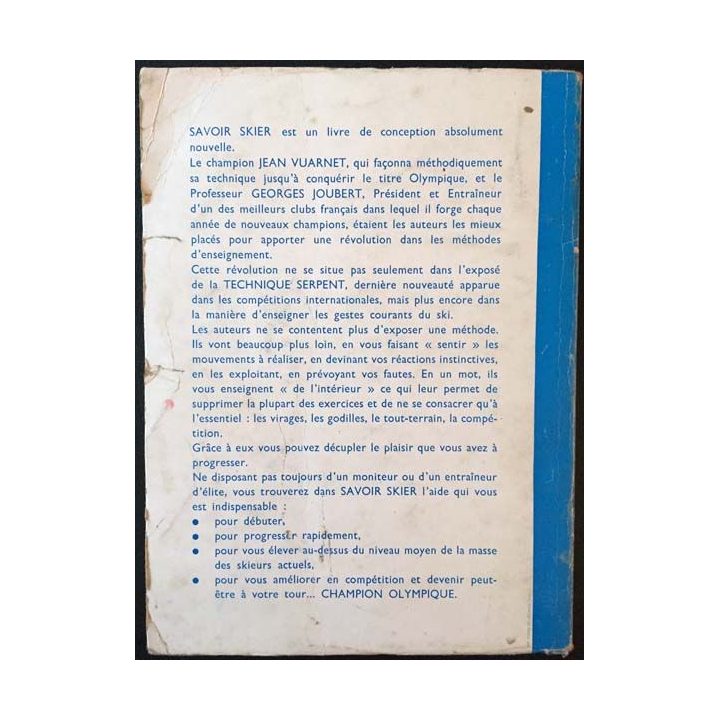 SAVOIR SKIER est un livre de conception absolument
nouvelle.
Le champion JEAN VUARNET, qui façonna méthodiquement
sa technique jusqu'à conquérir le titre Olympique, et le
Professeur GEORGES JOUBERT, Président et Entraîneur
d'un des meilleurs clubs français dans lequel il forge chaque
année de nouveaux champions, étaient les auteurs les mieux
placés pour apporter une révolution dans les méthodes
d'enseignement.
Cette révolution ne se situe pas seulement dans l'exposé
de la TECHNIQUE SERPENT, dernière nouveauté apparue
dans les compétitions internationales, mais plus encore dans
la manière d'enseigner les gestes courants du ski.
Les auteurs ne se contentent plus d'exposer une méthode.
Ils vont beaucoup plus loin, en vous faisant « sentir » les
mouvements à réaliser, en devinant vos réactions instinctives,
en les exploitant, en prévoyant vos fautes. En un mot, ils
vous enseignent « de l'intérieur » ce qui leur permet de
supprimer la plupart des exercices et de ne se consacrer qu'à
l'essentiel : les virages, les godilles, le tout-terrain, la compé-
tition.
Grâce à eux vous pouvez décupler le plaisir que vous avez à
progresser.
Ne disposant pas toujours d'un moniteur ou d'un entraîneur
d'élite, vous trouverez dans SAVOIR SKIER l'aide qui vous
est indispensable :
● pour débuter,
● pour progresser rapidement,
● pour vous élever au-dessus du niveau moyen de la masse
des skieurs actuels,
● pour vous améliorer en compétition et devenir peut-
être à votre tour... CHAMPION OLYMPIQUE.